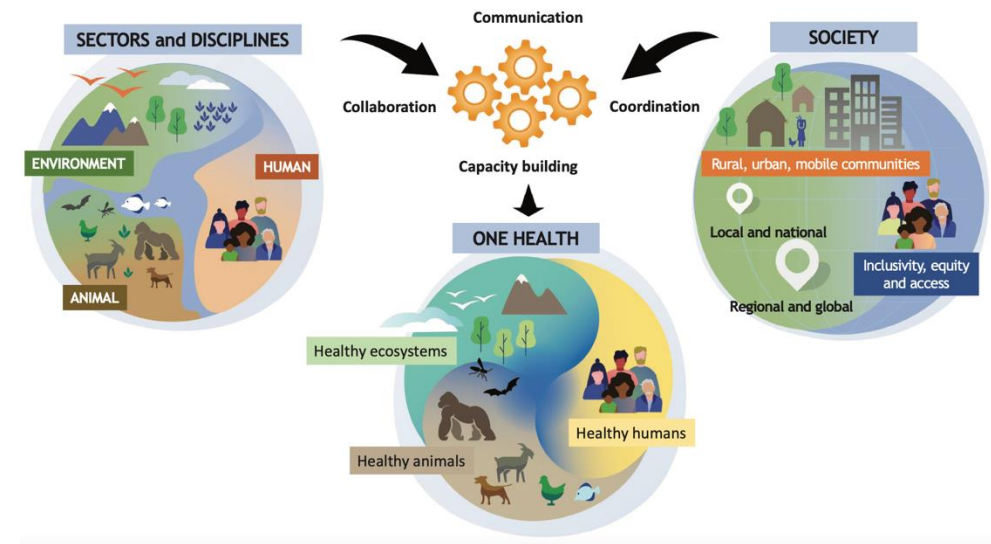 Communication
SECTORS and DISCIPLINES
SOCIETY
Collaboration
Coordination
Capacity building
ENVIRONMENT
HUMAN
ANIMAL
Rural, urban, mobile communities
Local and national
Inclusivity, equity
and access
Regional and global
ONE HEALTH
Healthy ecosystems
Healthy humans
Healthy animals